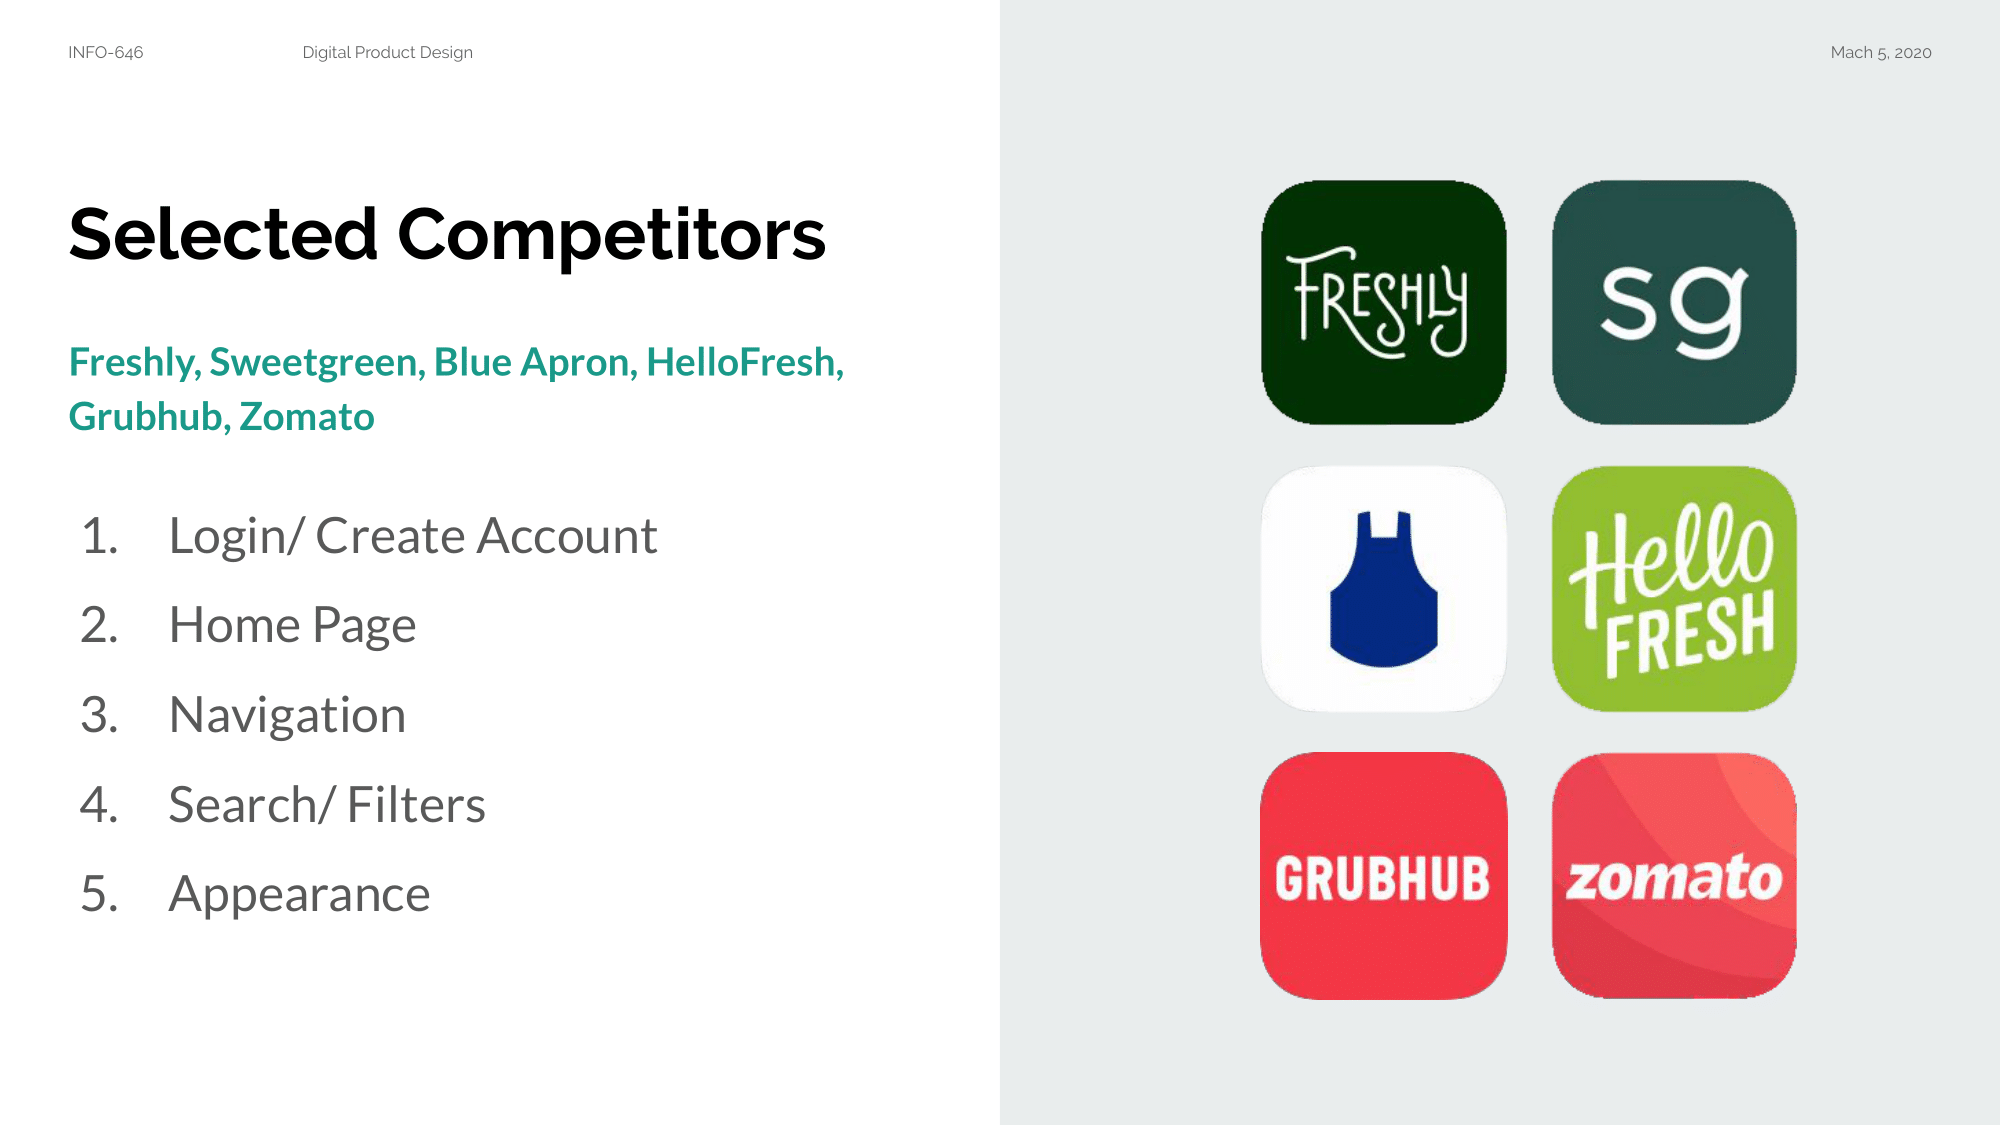 INFO-646
Digital Product Design
Mach 5, 2020
Selected Competitors
Freshly, Sweetgreen, Blue Apron, HelloFresh,
Grubhub, Zomato
1. Login/ Create Account
2. Home Page
3. Navigation
4. Search/ Filters
5. Appearance
FRESHLY
sg
Hello
FRESH
GRUBHUB
zomato